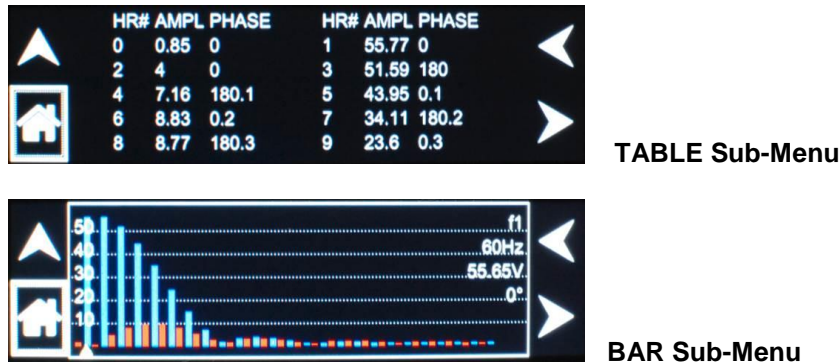 HR# AMPL PHASE HR# AMPL PHASE
0 0.85 0 1 55.77 0
2 4 0 3 51.59 180
4 7.16 180.1 5 43.95 0.1
6 8.83 0.2 7 34.11 180.2
8 8.77 180.3 9 23.6 0.3
TABLE Sub-Menu
50 f1
40 60Hz
30 55.65V
20 0°
10
BAR Sub-Menu